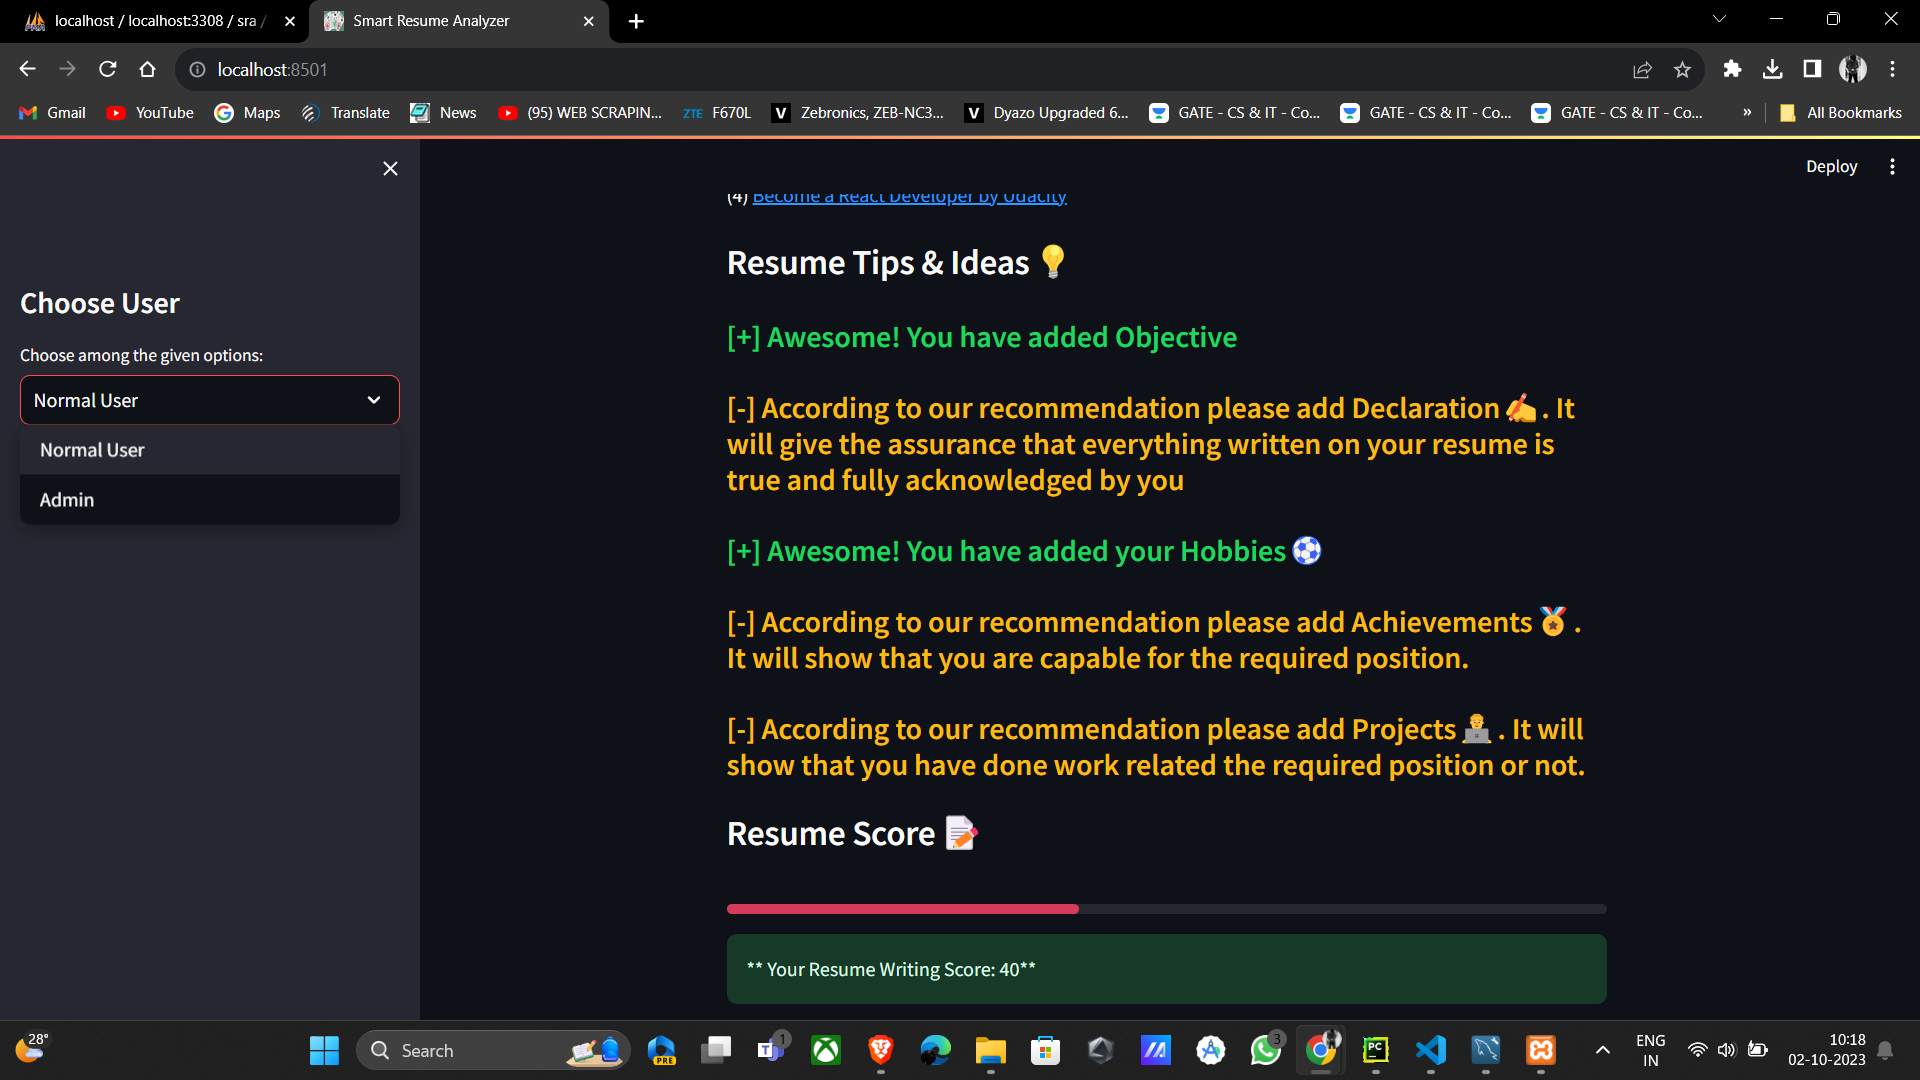 localhost / localhost:3308 / sra /
Smart Resume Analyzer
localhost:8501
Gmail
YouTube
Maps
Translate
News
(95) WEB SCRAPIN...
ZTE F670L
V Zebronics, ZEB-NC3...
V Dyazo Upgraded 6...
GATE - CS & IT - Co...
GATE - CS & IT - Co...
GATE - CS & IT - Co...
»
All Bookmarks
Deploy
(4) Become a React Developer by Udacity
Choose User
Choose among the given options:
Normal User
Normal User
Admin
Resume Tips & Ideas 💡
[+] Awesome! You have added Objective
[-] According to our recommendation please add Declaration ✍. It
will give the assurance that everything written on your resume is
true and fully acknowledged by you
[+] Awesome! You have added your Hobbies ⚽
[-] According to our recommendation please add Achievements 🏅 .
It will show that you are capable for the required position.
[-] According to our recommendation please add Projects 👨‍💻 . It will
show that you have done work related the required position or not.
Resume Score 📝
** Your Resume Writing Score: 40**
28°
Search
PRE
1
3
PC
ENG
IN
10:18
02-10-2023